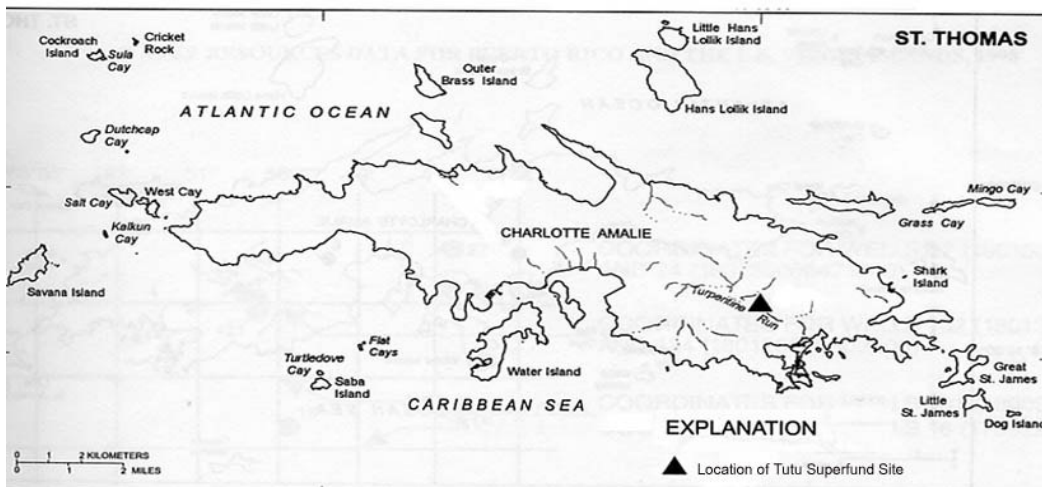 ST. THOMAS
Little Hans
Lollik Island
Hans Lollik Island
Cockroach
Island
Cricket
Rock
Sula
Cay
Outer
Brass Island
ATLANTIC OCEAN
Dutchcap
Cay
West Cay
Salt Cay
Kalkun
Cay
Savana Island
CHARLOTTE AMALIE
Mingo Cay
Grass Cay
Shark
Island
Turpentine
Run
Flat
Cays
Turtledove
Cay
Saba
Island
Water Island
CARIBBEAN SEA
Great
St. James
Little
St. James
Dog Island
EXPLANATION
Location of Tutu Superfund Site
0 1 2 KILOMETERS
0 1 2 MILES